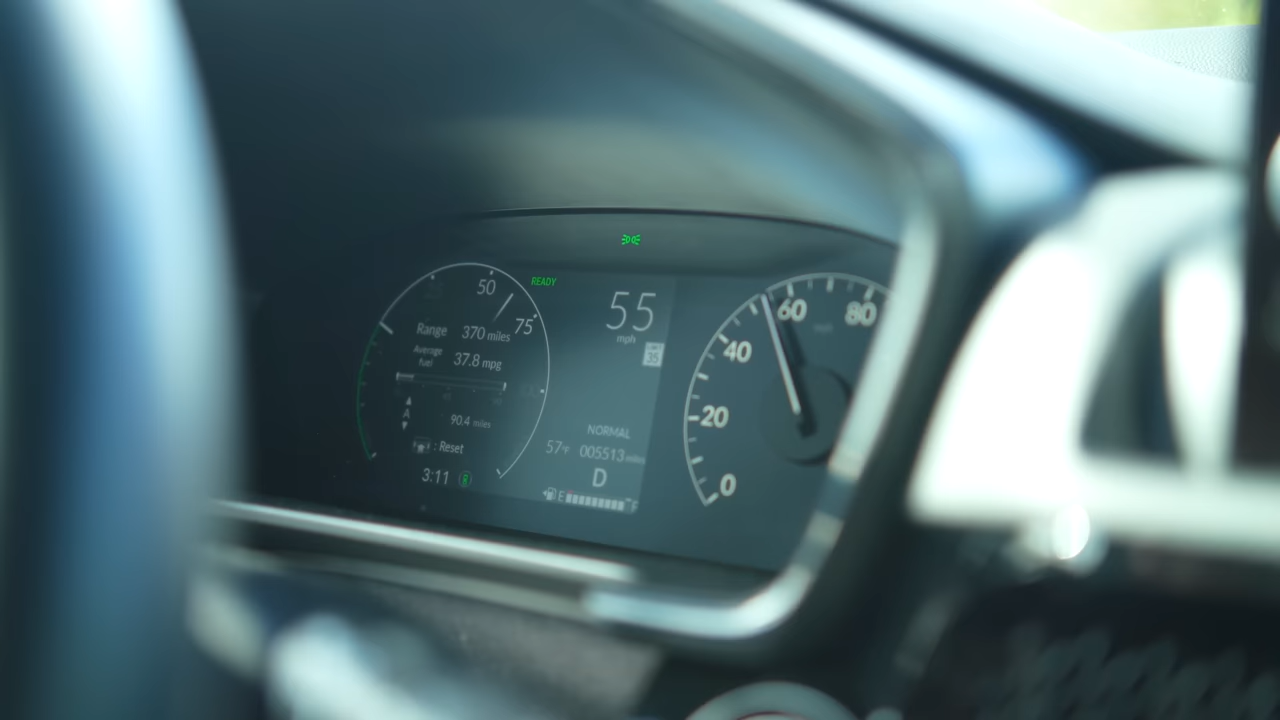 READY
50
75
Range 370 miles
Average fuel 37.8 mpg
A
90.4 miles
: Reset
3:11
55
mph
35
NORMAL
57°F 005513 miles
D
E F
0
20
40
60
80